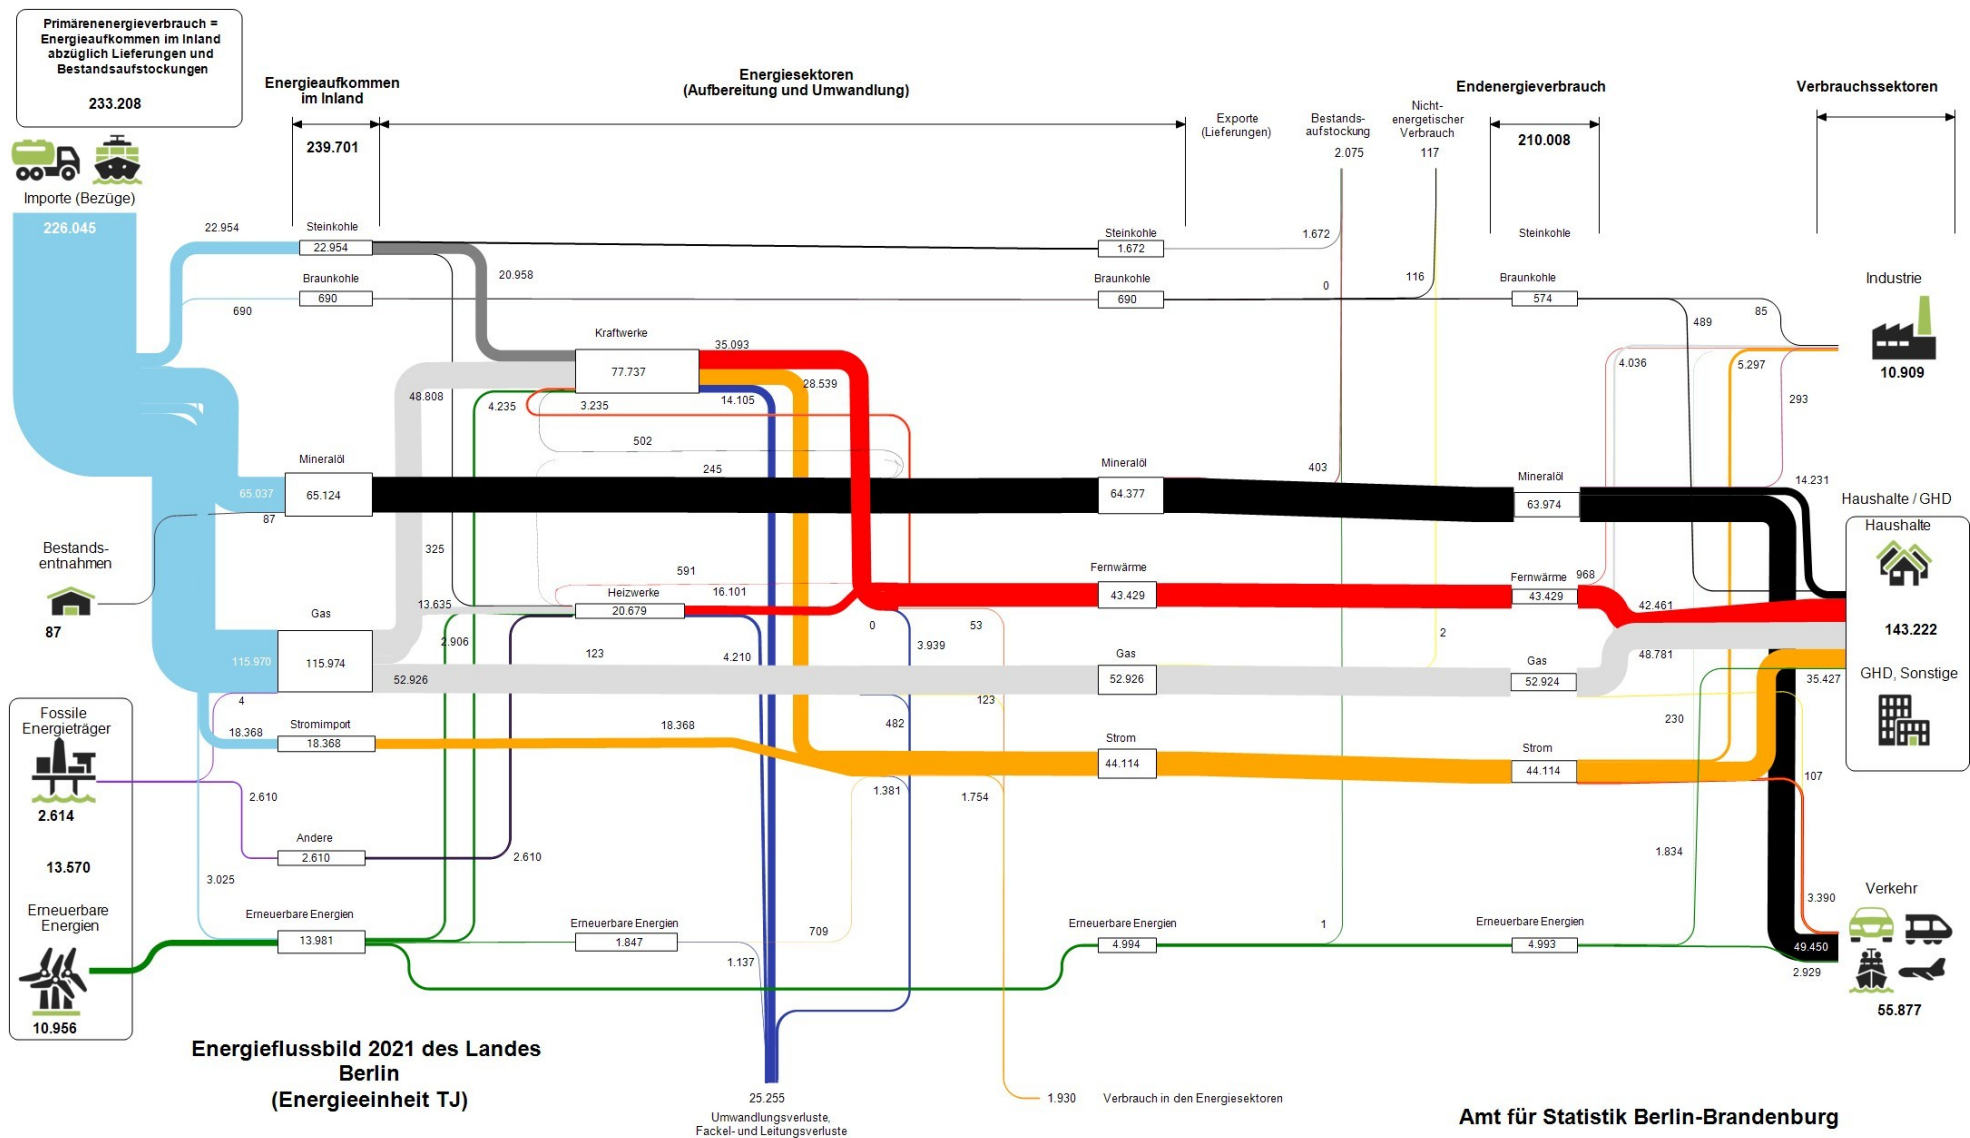 Primärenenergieverbrauch =
Energieaufkommen im Inland
abzüglich Lieferungen und
Bestandsaufstockungen
233.208
Energieaufkommen
im Inland
239.701
Energiesektoren
(Aufbereitung und Umwandlung)
Exporte
(Lieferungen)
Bestands-
aufstockung
2.075
Nicht-
energetischer
Verbrauch
117
Endenergieverbrauch
210.008
Verbrauchssektoren
Importe (Bezüge)
226.045
22.954
Steinkohle
22.954
20.958
Steinkohle
1.672
1.672
Steinkohle
690
Braunkohle
690
Braunkohle
690
0
116
Braunkohle
574
489
85
Industrie
10.909
Kraftwerke
77.737
35.093
28.539
14.105
48.808
4.235
3.235
502
245
4.036
5.297
293
Mineralöl
65.037
65.124
87
Mineralöl
64.377
403
Mineralöl
63.974
14.231
Haushalte / GHD
Haushalte
143.222
GHD, Sonstige
Bestands-
entnahmen
87
325
591
Heizwerke
20.679
16.101
13.635
2.906
123
4.210
0
3.939
53
Fernwärme
43.429
Fernwärme
43.429
968
42.461
Gas
115.970
115.974
4
52.926
Gas
52.926
2
Gas
52.924
48.781
35.427
123
482
230
Stromimport
18.368
18.368
18.368
Strom
44.114
Strom
44.114
107
Fossile
Energieträger
2.614
2.610
13.570
Andere
2.610
2.610
1.381
1.754
1.834
3.025
Erneuerbare
Energien
10.956
Erneuerbare Energien
13.981
Erneuerbare Energien
1.847
709
1.137
Erneuerbare Energien
4.994
1
Erneuerbare Energien
4.993
3.390
Verkehr
49.450
2.929
55.877
Energieflussbild 2021 des Landes
Berlin
(Energieeinheit TJ)
25.255
Umwandlungsverluste,
Fackel- und Leitungsverluste
1.930 Verbrauch in den Energiesektoren
Amt für Statistik Berlin-Brandenburg